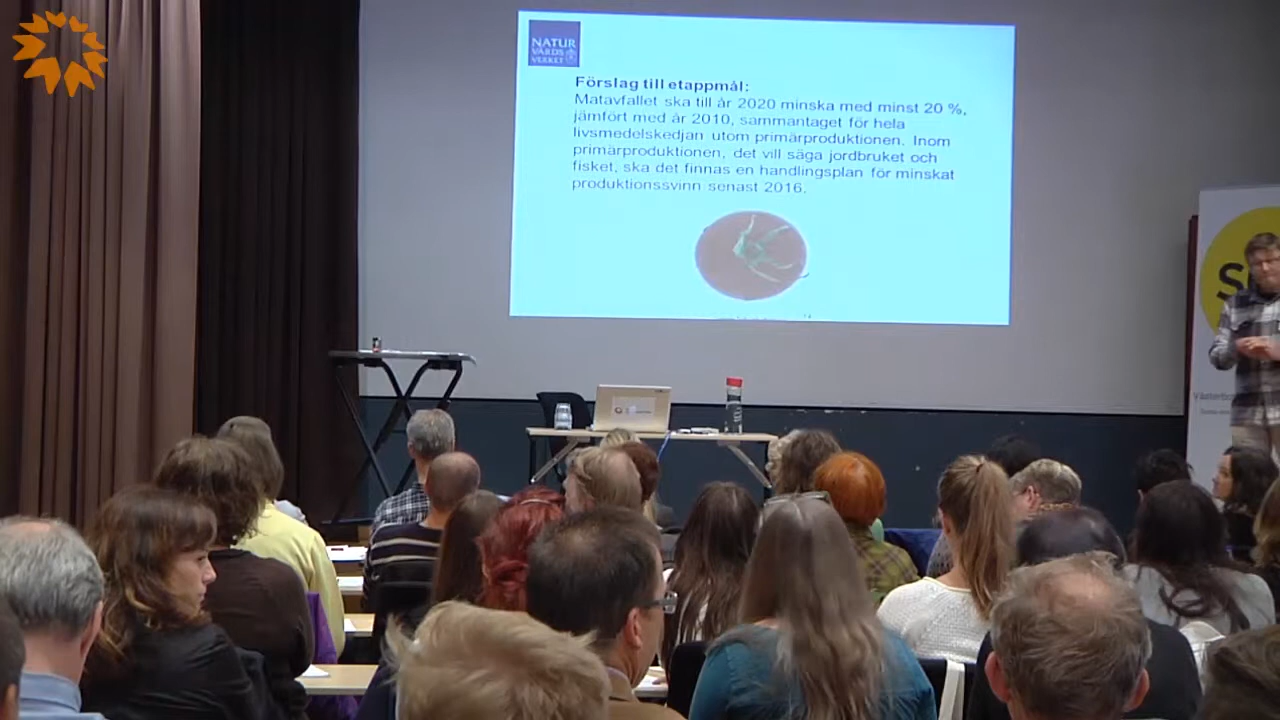 NATUR
VÅRDS
VERKET
Förslag till etappmål:
Matavfallet ska till år 2020 minska med minst 20 %,
jämfört med år 2010, sammantaget för hela
livsmedelskedjan utom primärproduktionen. Inom
primärproduktionen, det vill säga jordbruket och
fisket, ska det finnas en handlingsplan för minskat
produktionssvinn senast 2016.